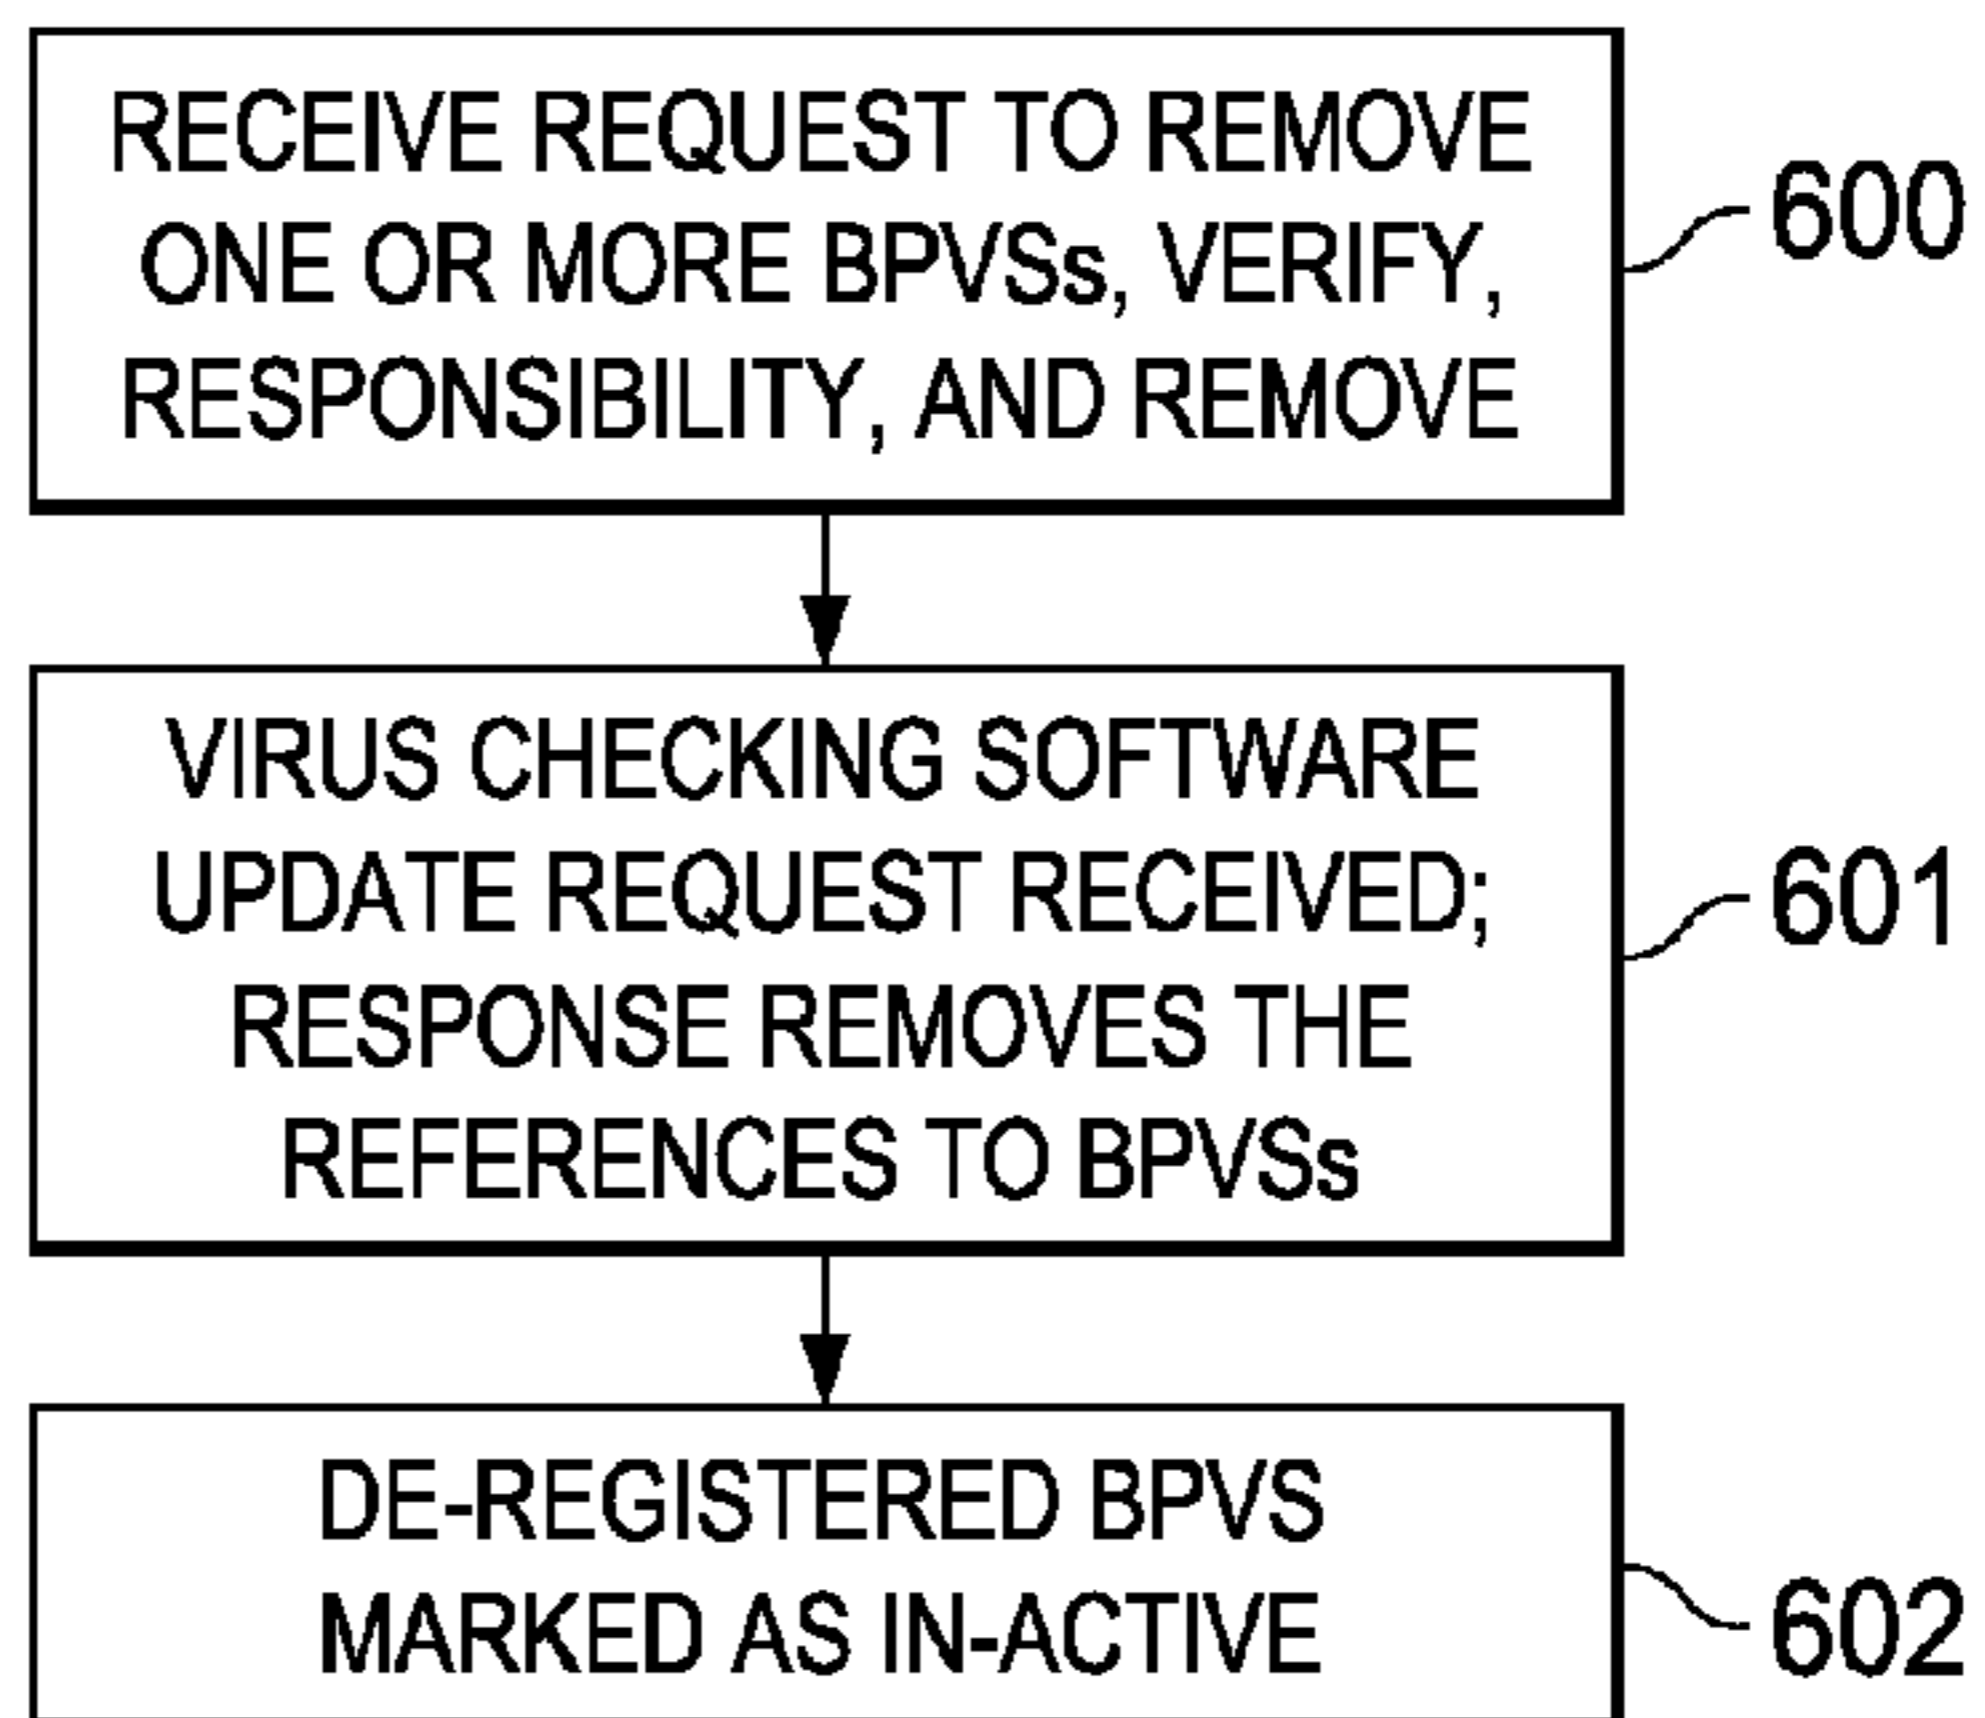 RECEIVE REQUEST TO REMOVE
ONE OR MORE BPVSs, VERIFY,
RESPONSIBILITY, AND REMOVE
600
VIRUS CHECKING SOFTWARE
UPDATE REQUEST RECEIVED;
RESPONSE REMOVES THE
REFERENCES TO BPVSs
601
DE-REGISTERED BPVS
MARKED AS IN-ACTIVE
602